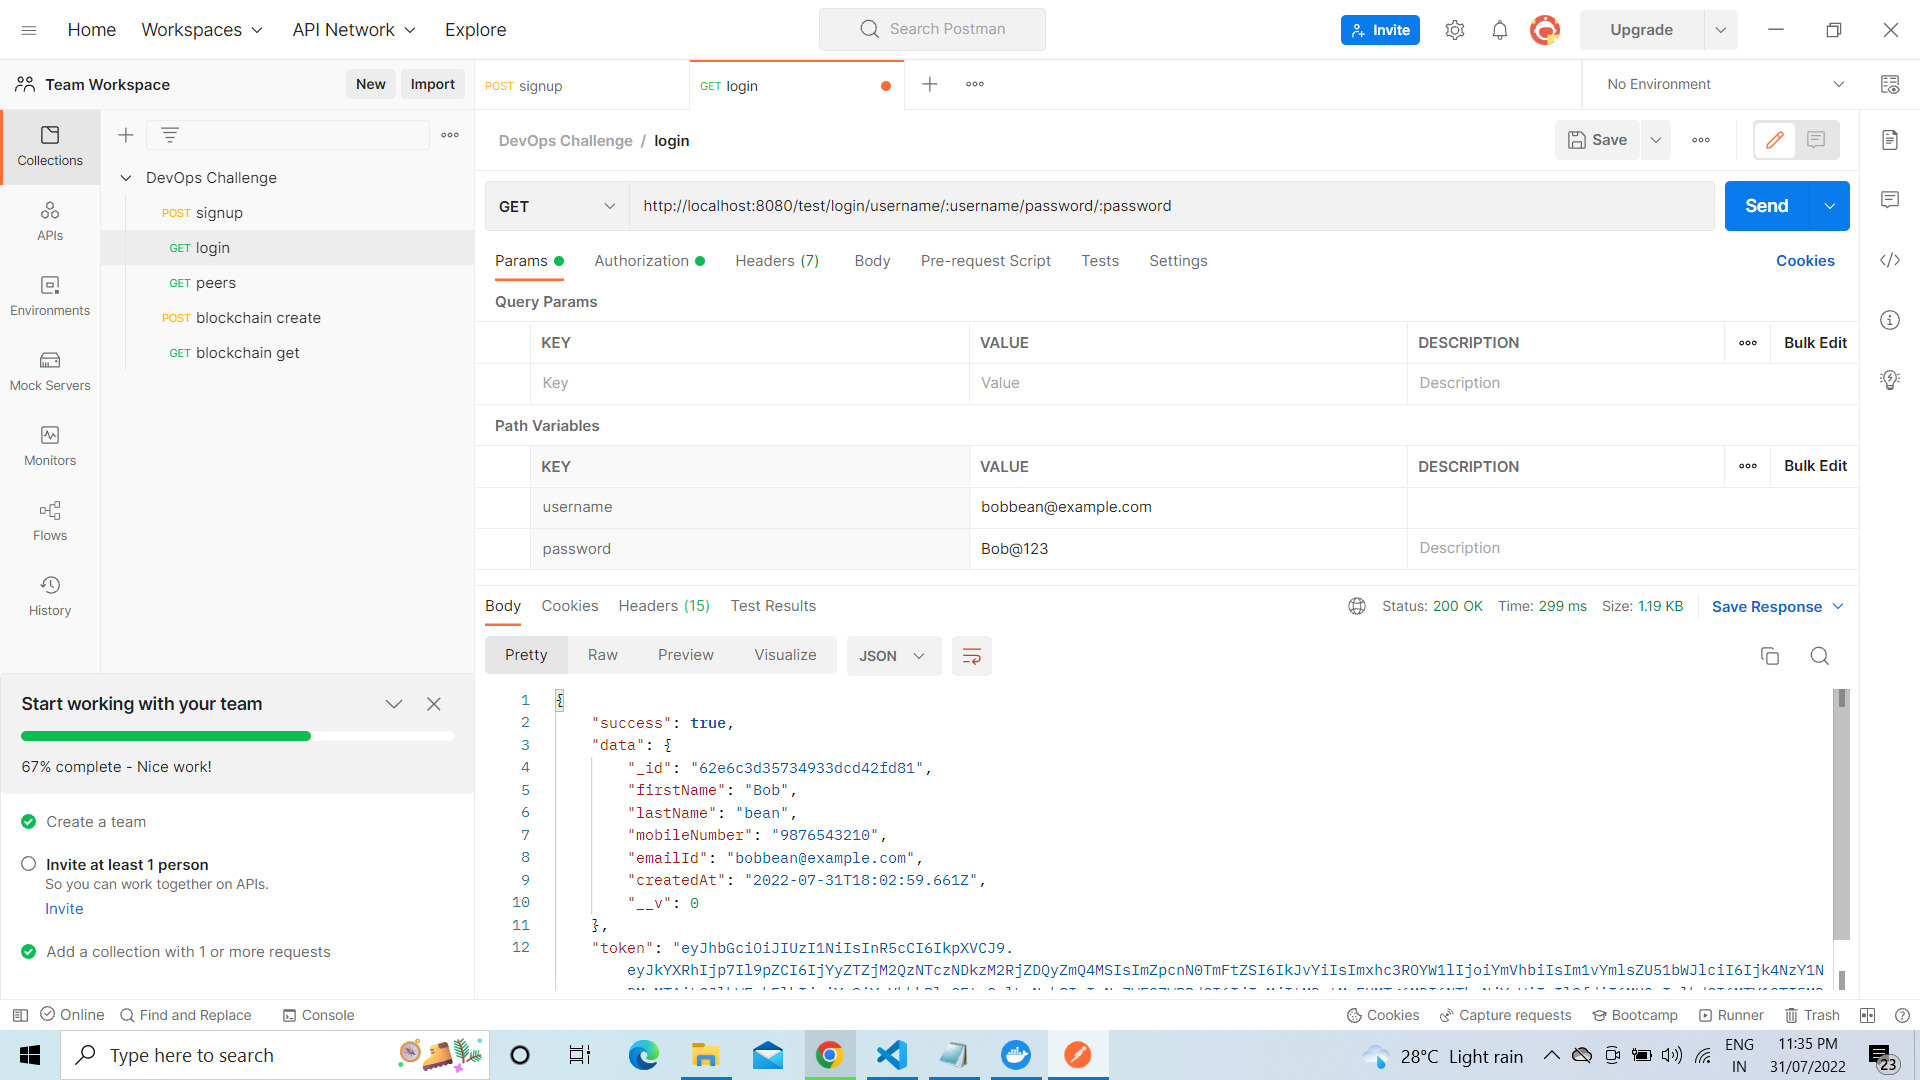 Home Workspaces API Network Explore Search Postman Invite Upgrade
Team Workspace New Import POST signup GET login No Environment
Collections
APIs
Environments
Mock Servers
Monitors
Flows
History
DevOps Challenge
POST signup
GET login
GET peers
POST blockchain create
GET blockchain get
DevOps Challenge / login Save
GET http://localhost:8080/test/login/username/:username/password/:password Send
Params Authorization Headers (7) Body Pre-request Script Tests Settings Cookies
Query Params
KEY VALUE DESCRIPTION Bulk Edit
Key Value Description
Path Variables
KEY VALUE DESCRIPTION Bulk Edit
username bobbean@example.com
password Bob@123 Description
Body Cookies Headers (15) Test Results Status: 200 OK Time: 299 ms Size: 1.19 KB Save Response
Pretty Raw Preview Visualize JSON
1 {
2 "success": true,
3 "data": {
4 "_id": "62e6c3d35734933dcd42fd81",
5 "firstName": "Bob",
6 "lastName": "bean",
7 "mobileNumber": "9876543210",
8 "emailId": "bobbean@example.com",
9 "createdAt": "2022-07-31T18:02:59.661Z",
10 "__v": 0
11 },
12 "token": "eyJhbGciOiJIUzI1NiIsInR5cCI6IkpXVCJ9.
eyJkYXRhIjp7Il9pZCI6IjYyZTZjM2QzNTczNDkzM2RjZDQyZmQ4MSIsImZpcnN0TmFtZSI6IkJvYiIsImxhc3ROYW1lIjoiYmVhbiIsIm1vYmlsZU51bWJlciI6Ijk4NzY1N
Start working with your team
67% complete - Nice work!
Create a team
Invite at least 1 person
So you can work together on APIs.
Invite
Add a collection with 1 or more requests
Online Find and Replace Console Cookies Capture requests Bootcamp Runner Trash
Type here to search 28°C Light rain ENG IN 11:35 PM 31/07/2022 23